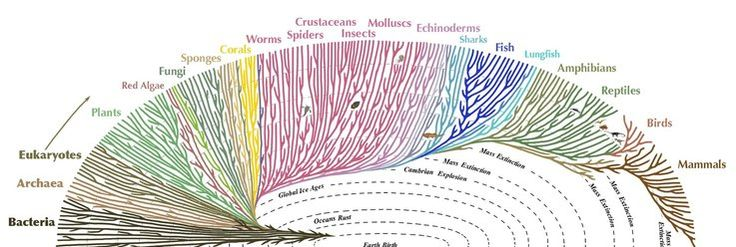 Crustaceans
Molluscs
Spiders
Insects
Echinoderms
Worms
Sharks
Corals
Fish
Sponges
Lungfish
Fungi
Amphibians
Red Algae
Reptiles
Plants
Birds
Eukaryotes
Mammals
Archaea
Bacteria
Mass Extinction
Mass Extinction
Cambrian Explosion
Global Ice Ages
Mass Extinction
Mass Extinction
Mass Extinction
Oceans Rust
Earth Birth